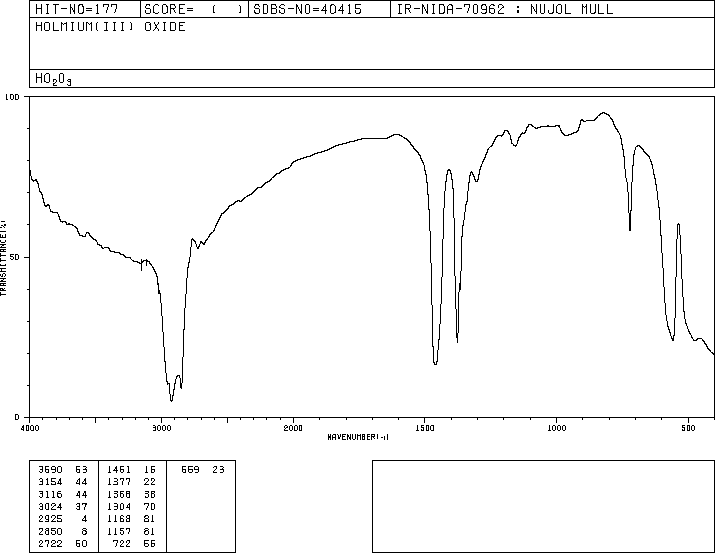 HIT-NO=177 SCORE= ( ) SDBS-NO=40415 IR-NIDA-70962 : NUJOL MULL
HOLMIUM(III) OXIDE
HO2O3
100
50
0
TRANSMITTANCE(%)
4000 3000 2000 1500 1000 500
WAVENUMBER(-1)
3690 63 1461 16 559 23
3154 44 1377 22
3116 44 1368 38
3024 37 1304 70
2925 4 1168 81
2850 8 1157 81
2722 60 722 56